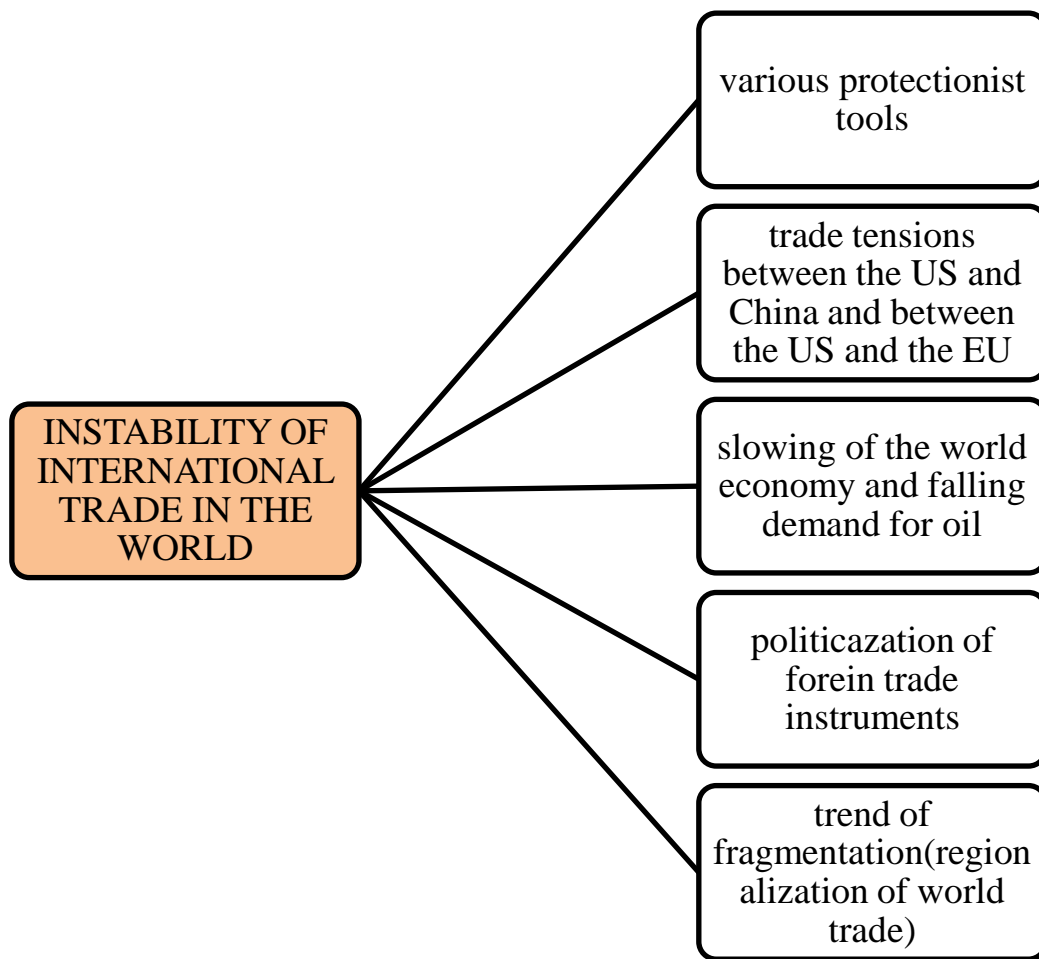 various protectionist
tools
trade tensions
between the US and
China and between
the US and the EU
INSTABILITY OF
INTERNATIONAL
TRADE IN THE
WORLD
slowing of the world
economy and falling
demand for oil
politicazation of
forein trade
instruments
trend of
fragmentation(region
alization of world
trade)